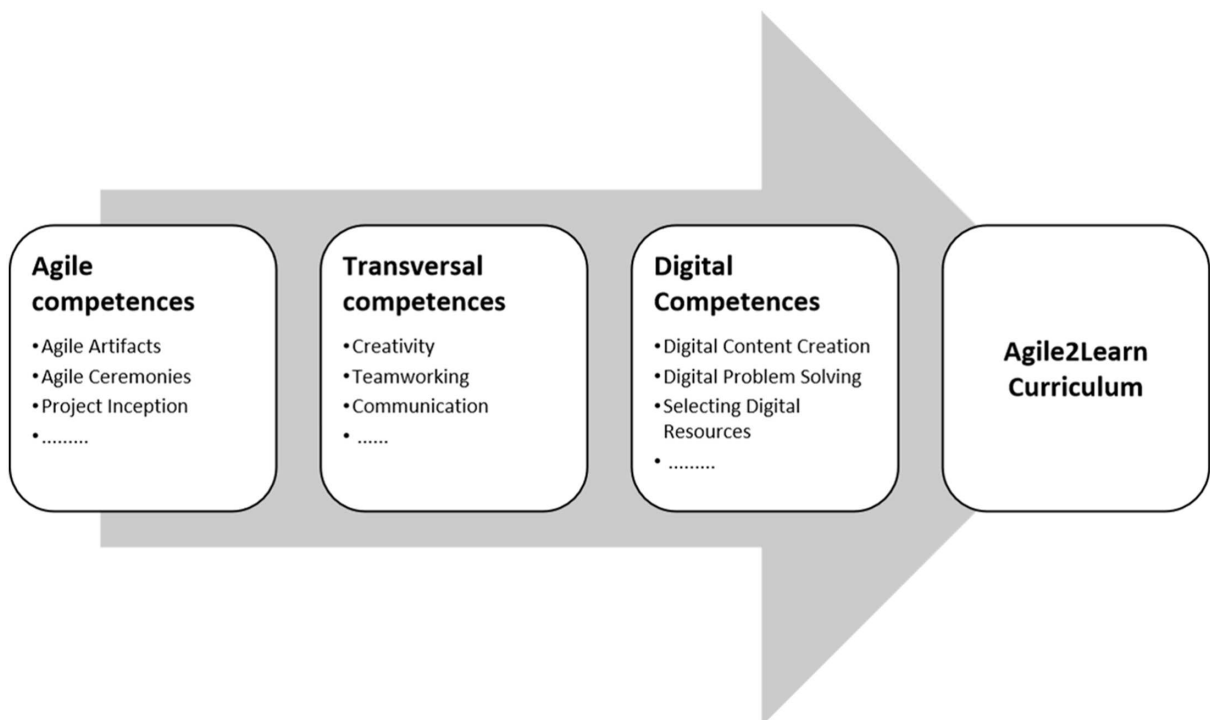 Agile
competences
•Agile Artifacts
•Agile Ceremonies
•Project Inception
•.........
Transversal
competences
•Creativity
•Teamworking
•Communication
• ......
Digital
Competences
•Digital Content Creation
•Digital Problem Solving
•Selecting Digital
Resources
• .........
Agile2Learn
Curriculum